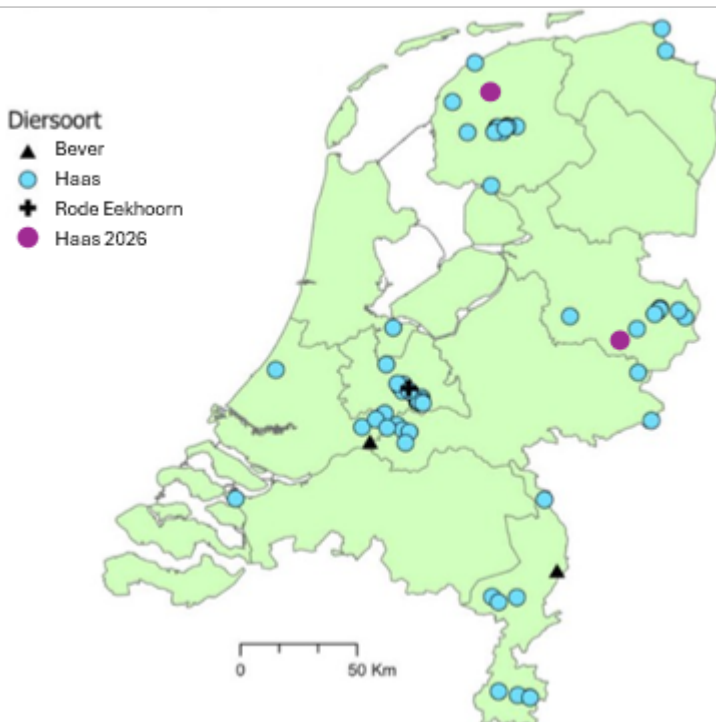 Diersoort
Bever
Haas
Rode Eekhoorn
Haas 2026
0 50 Km